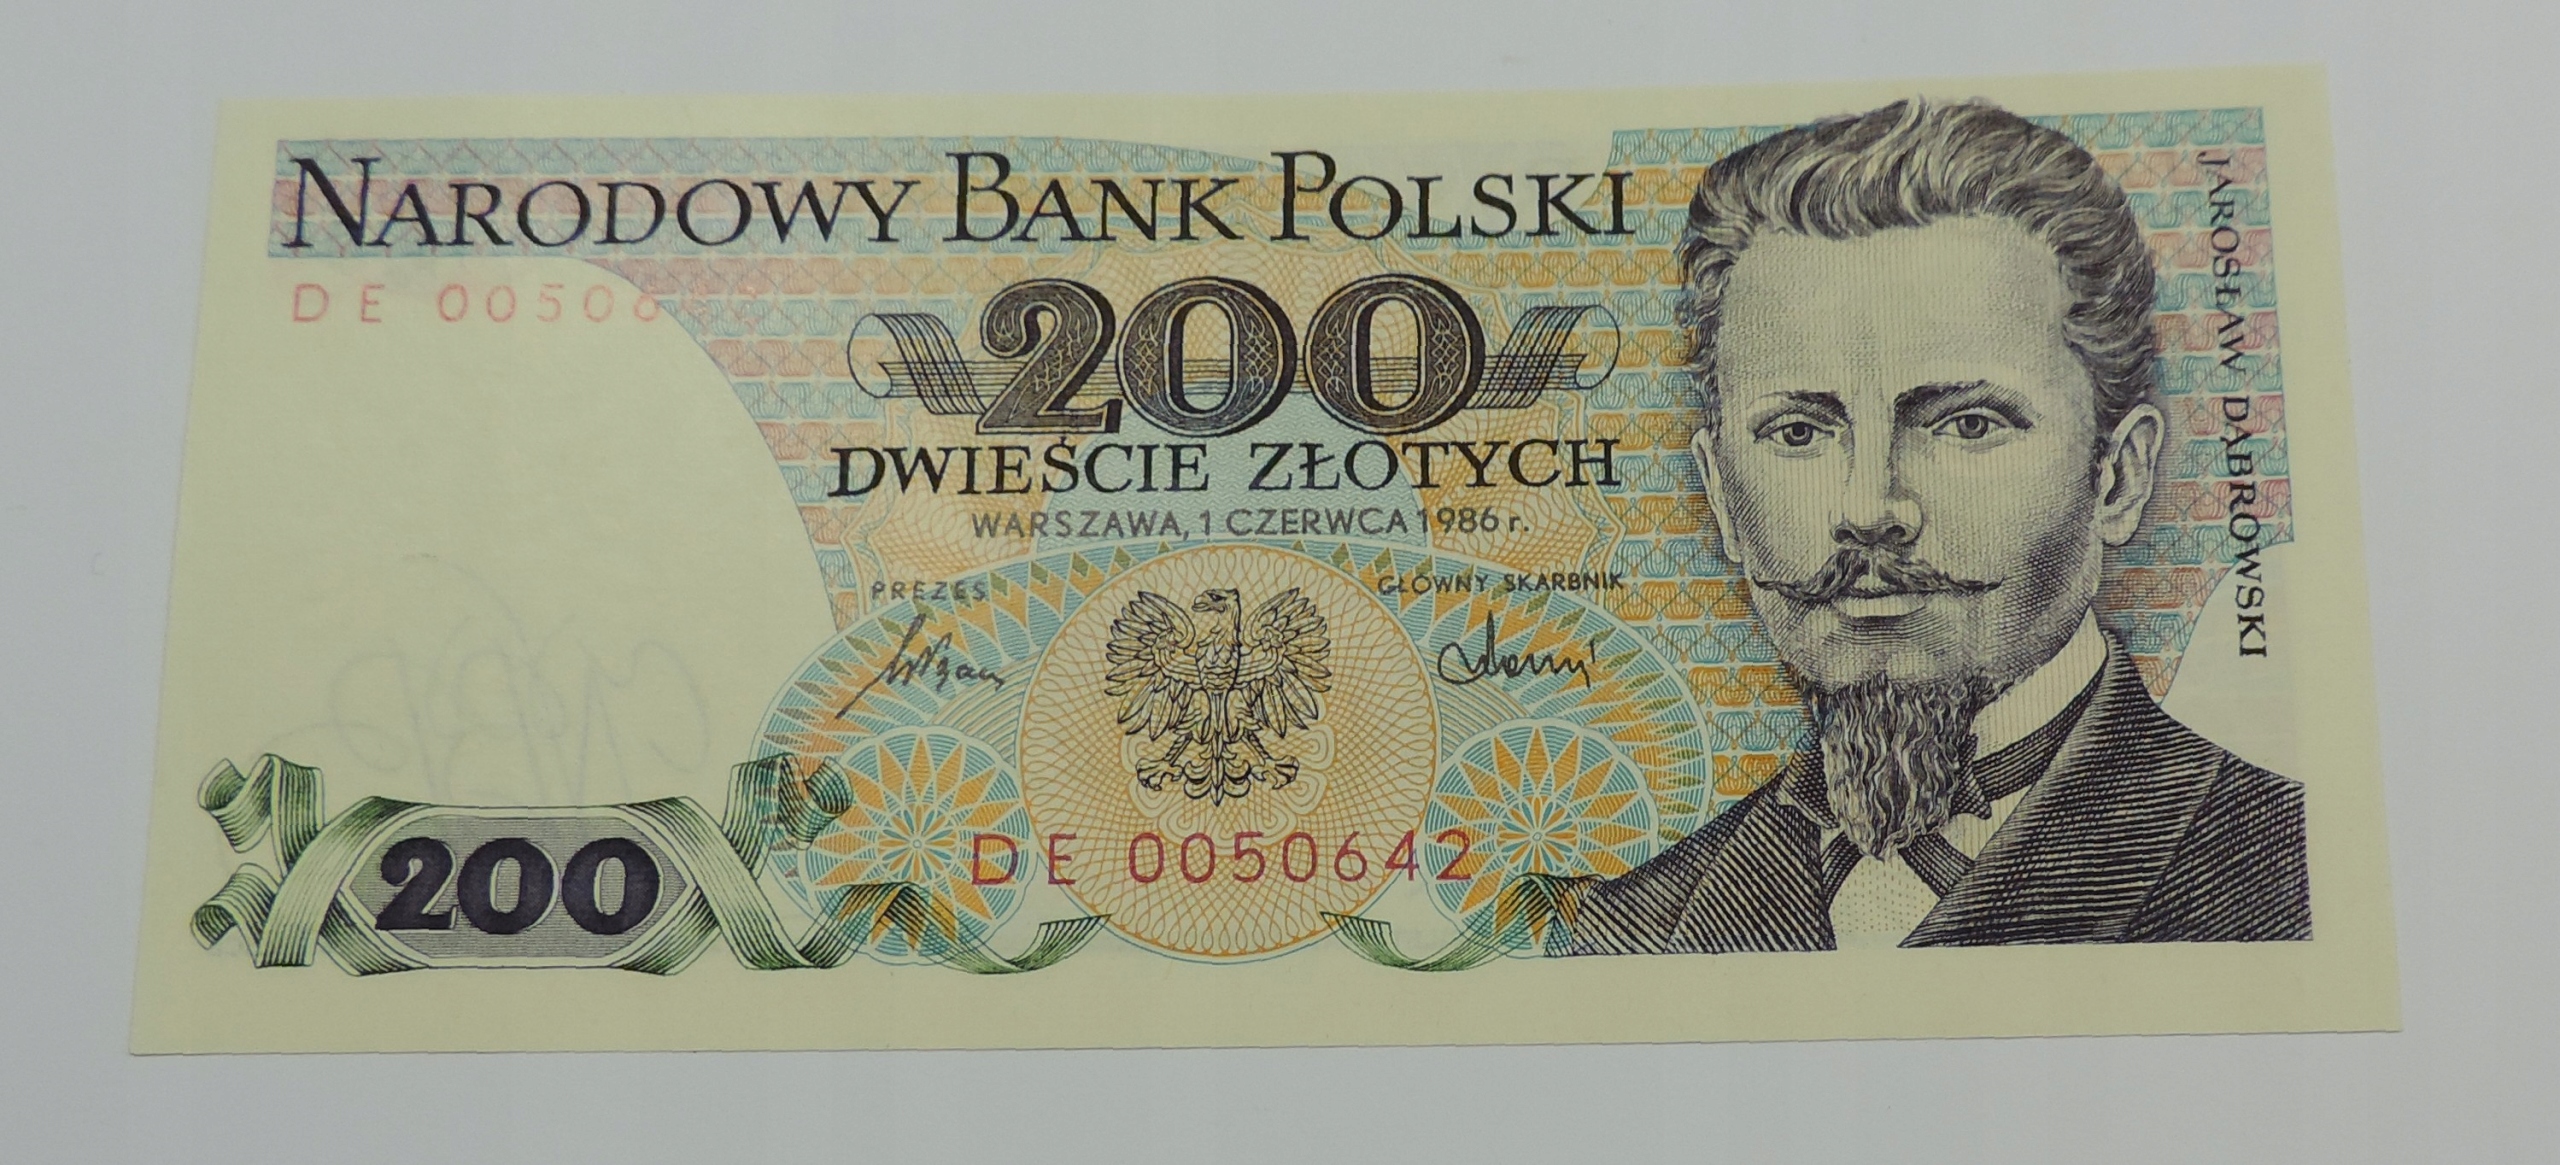 NARODOWY BANK POLSKI
DE 0050642
200
DWIEŚCIE ZŁOTYCH
WARSZAWA, 1 CZERWCA 1986 r.
PREZES
GŁÓWNY SKARBNIK
DE 0050642
200
JAROSŁAW DĄBROWSKI